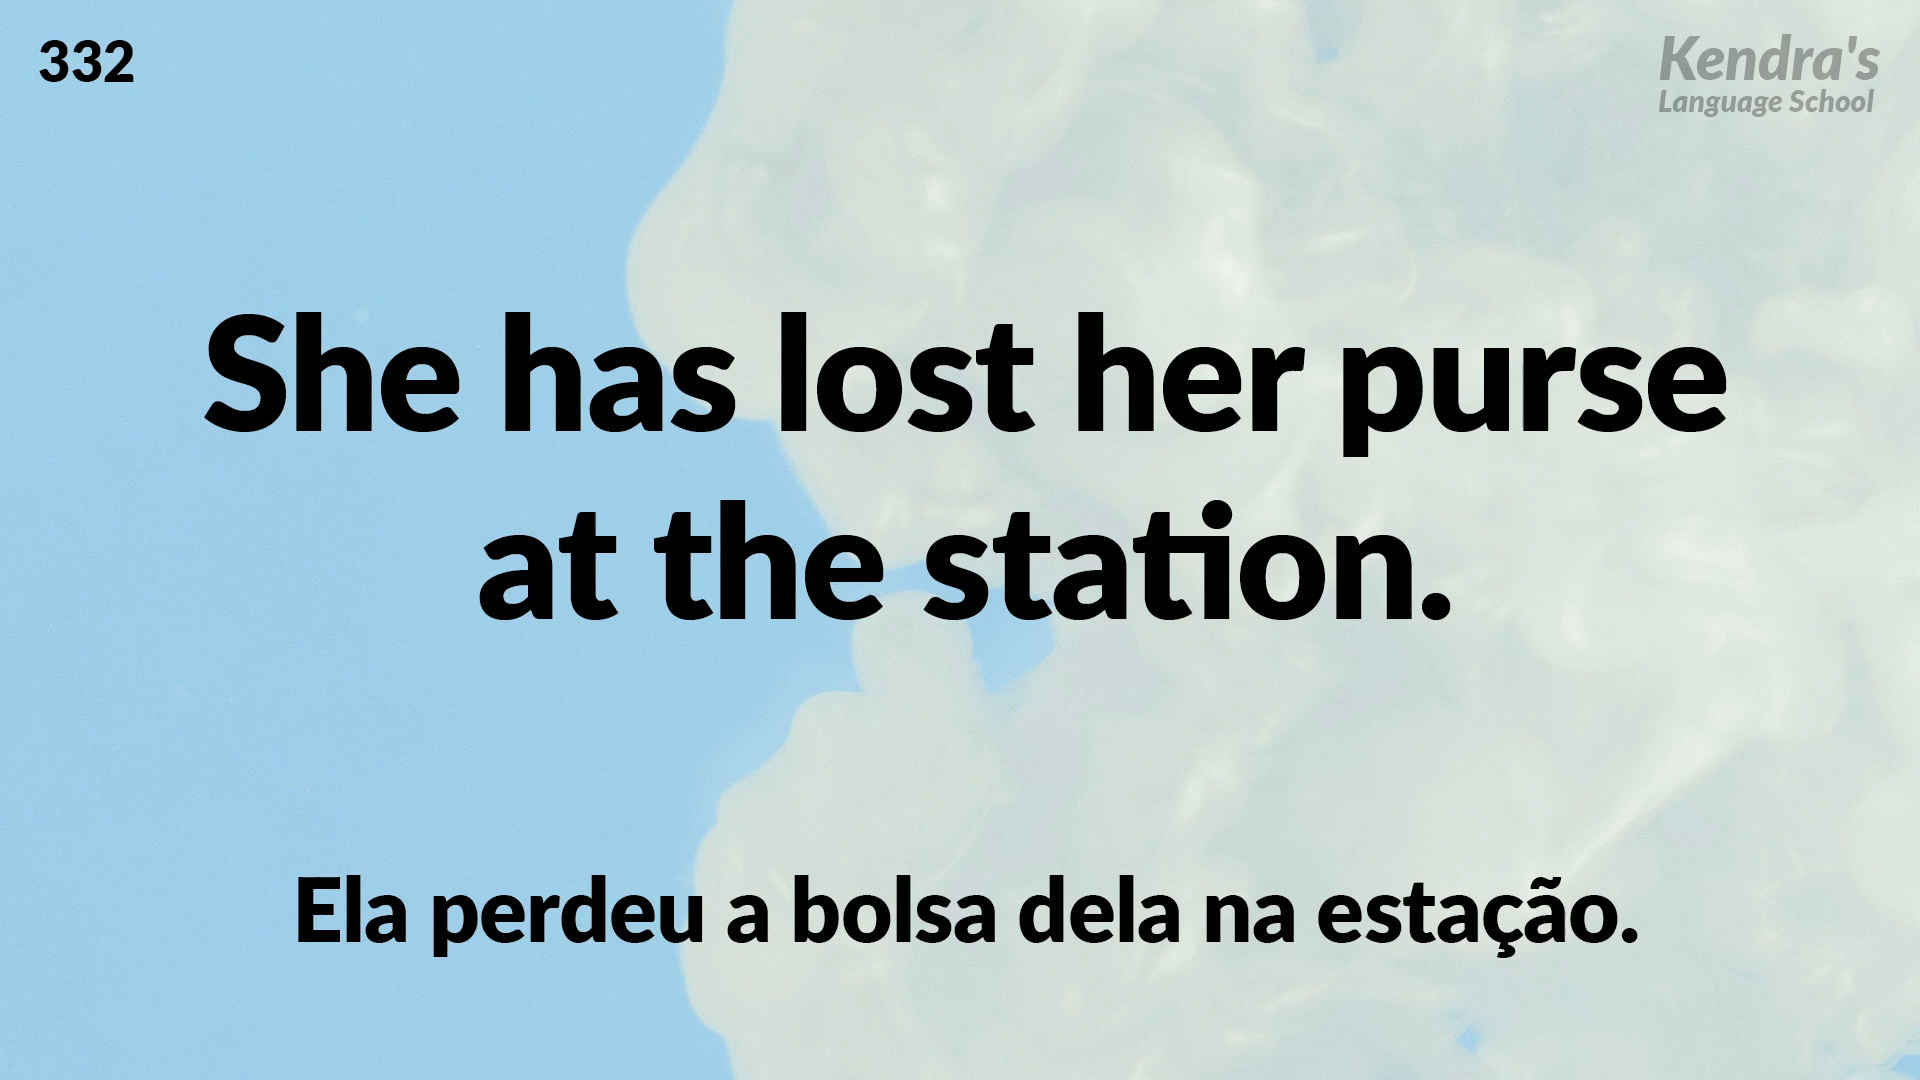 332
Kendra's
Language School
She has lost her purse
at the station.
Ela perdeu a bolsa dela na estação.